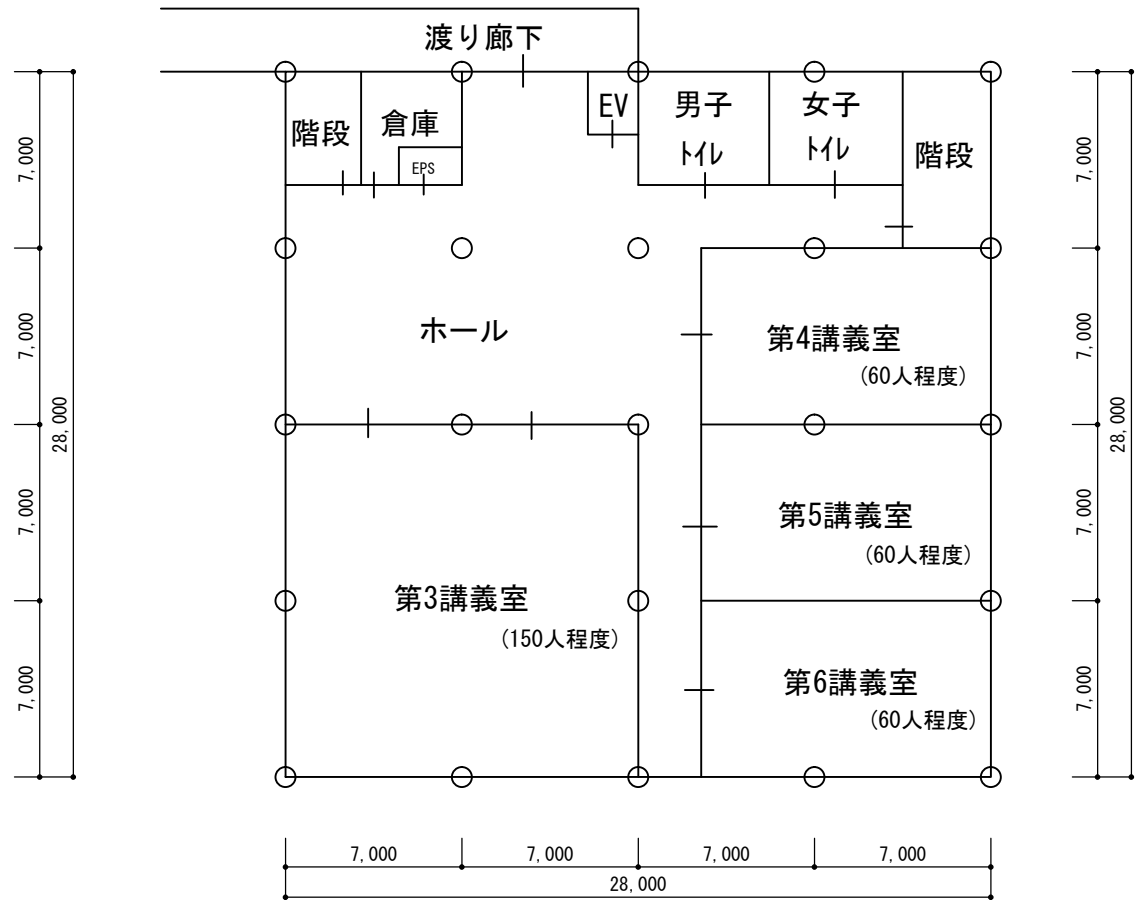 渡り廊下
階段
倉庫
EPS
EV
男子
トイレ
女子
トイレ
階段
ホール
第4講義室
(60人程度)
第5講義室
(60人程度)
第3講義室
(150人程度)
第6講義室
(60人程度)
7,000
7,000
7,000
7,000
28,000
7,000
7,000
7,000
7,000
28,000
7,000
7,000
7,000
7,000
28,000